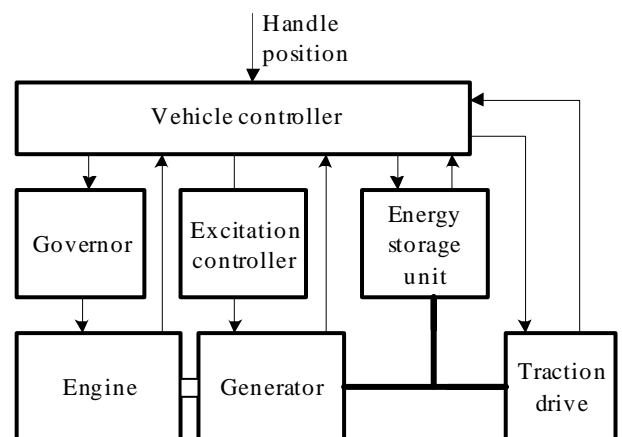 Handle
position
Vehicle controller
Governor
Excitation
controller
Energy
storage
unit
Engine
Generator
Traction
drive